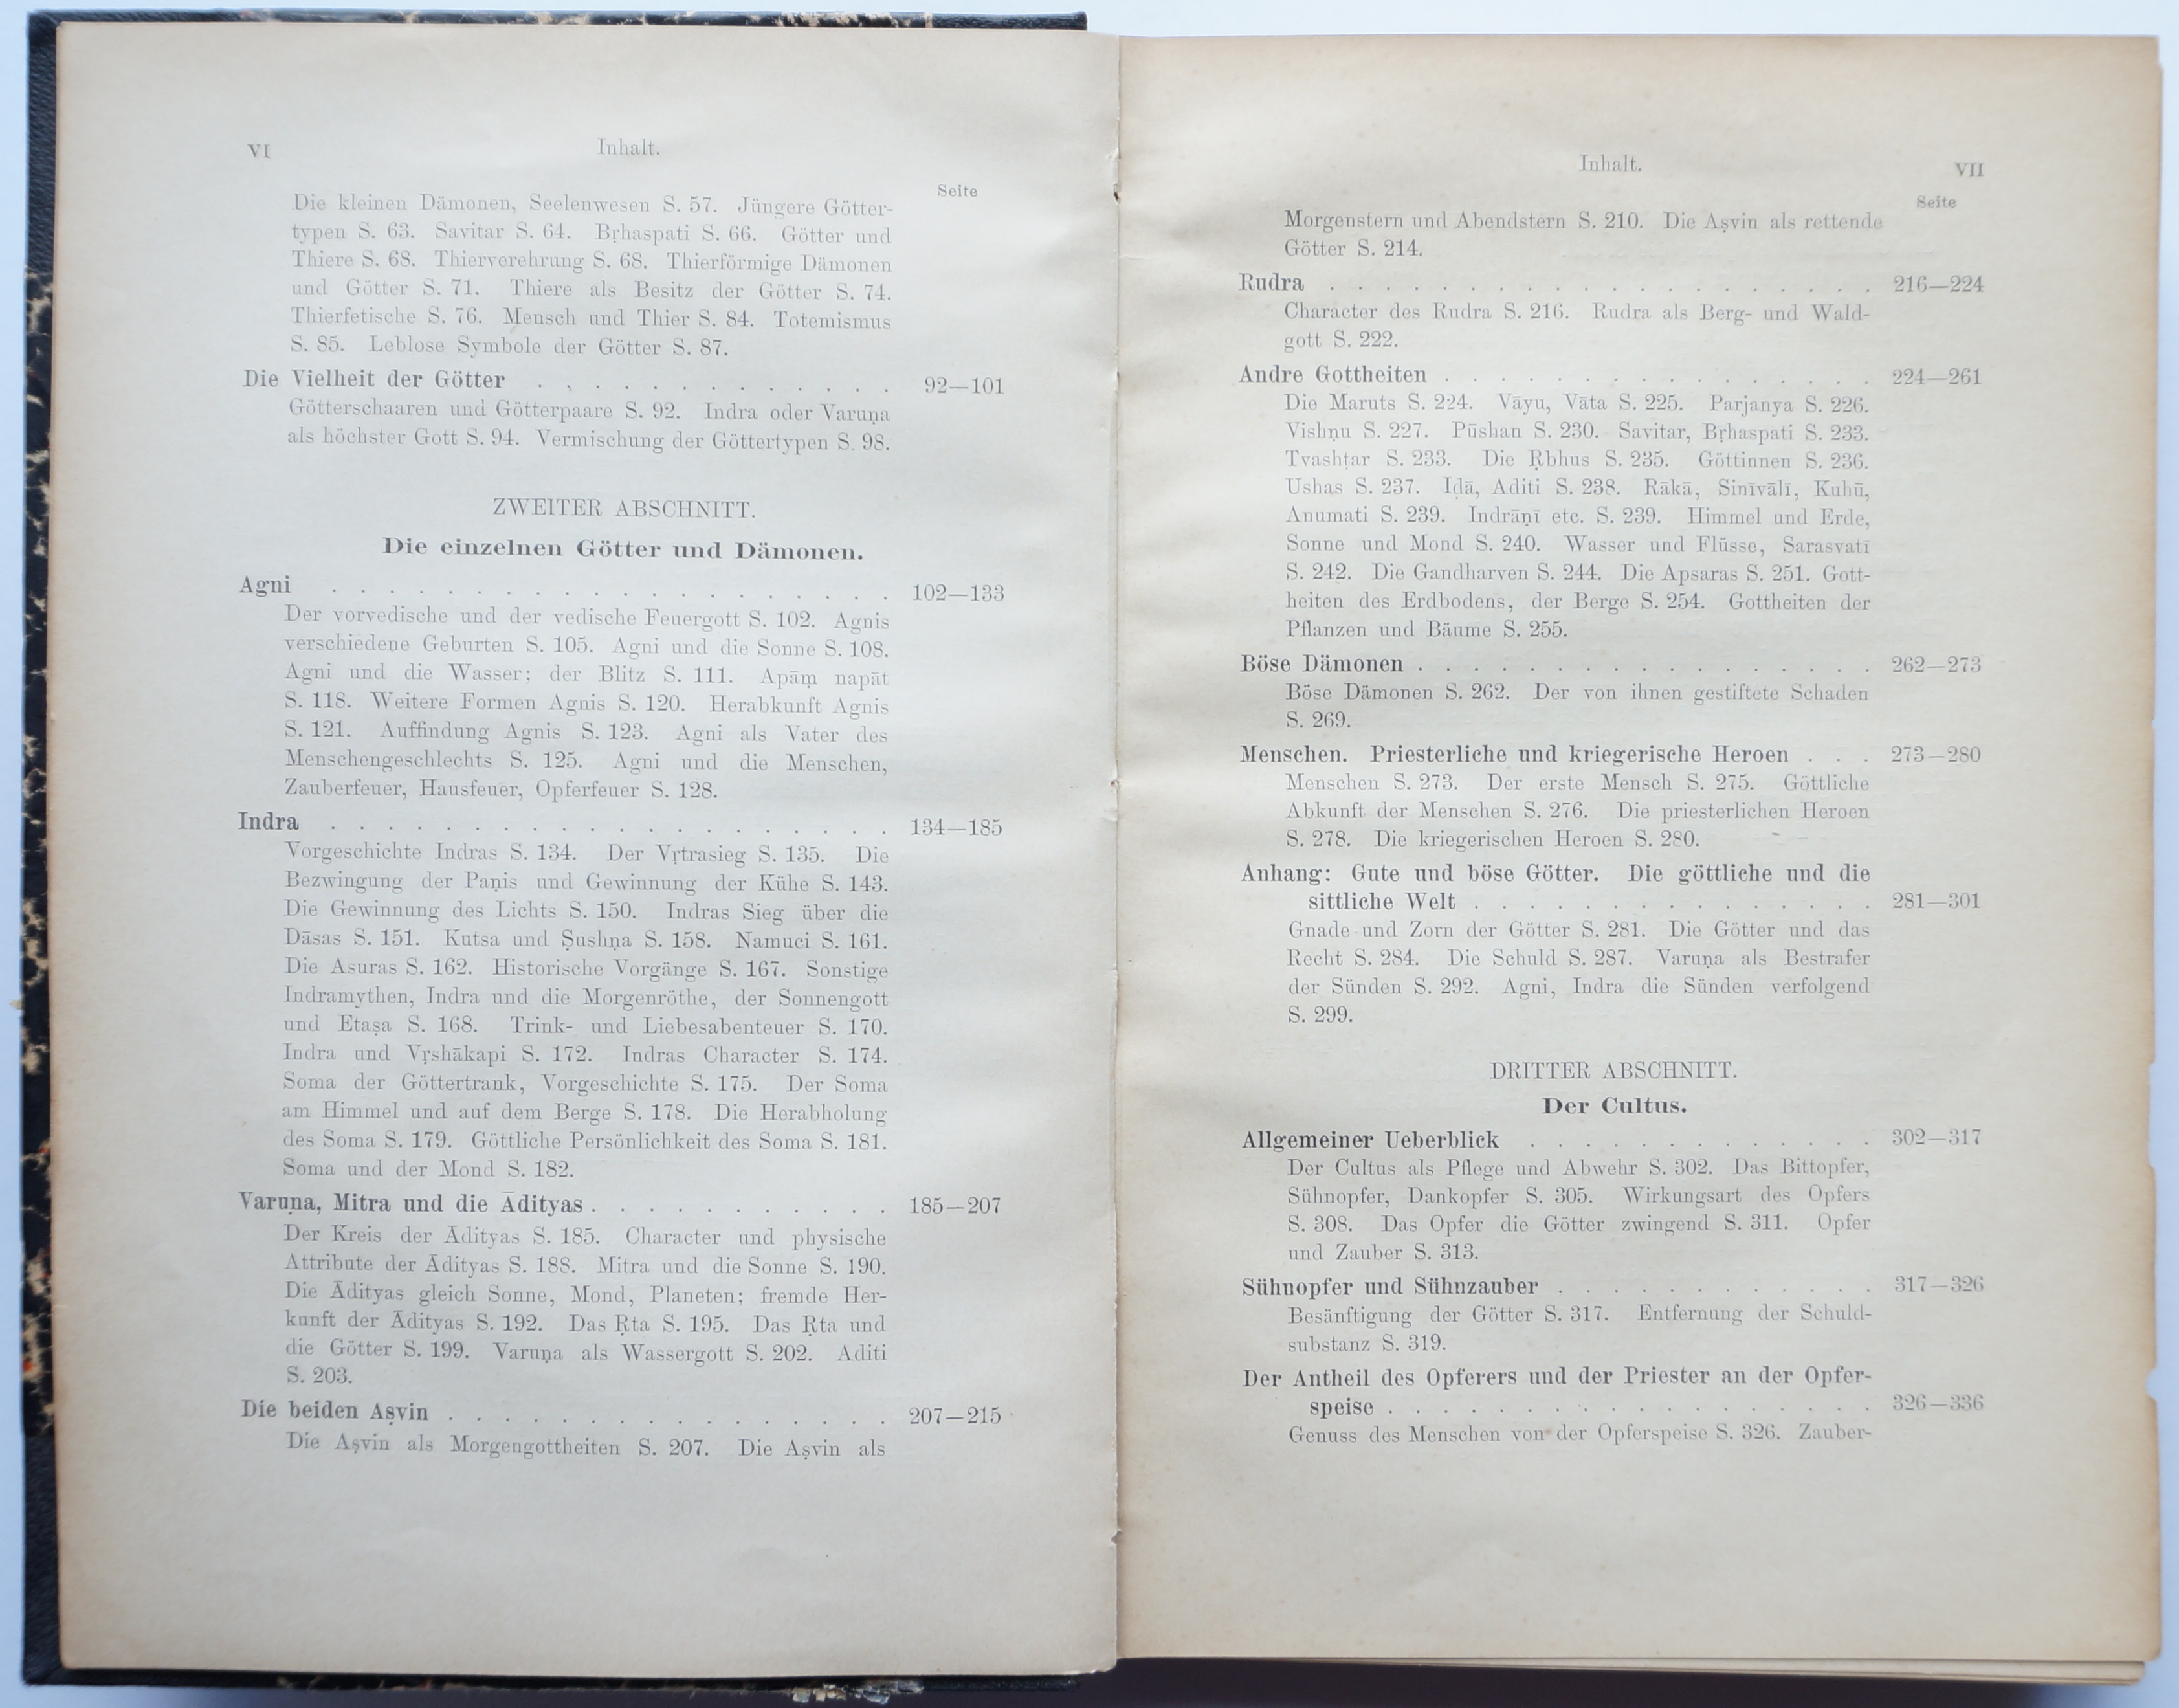 VI
Inhalt.
Seite
Die kleinen Dämonen, Seelenwesen S. 57. Jüngere Götter-
typen S. 63. Savitar S. 64. Bṛhaspati S. 66. Götter und
Thiere S. 68. Thierverehrung S. 68. Thierförmige Dämonen
und Götter S. 71. Thiere als Besitz der Götter S. 74.
Thierfetische S. 76. Mensch und Thier S. 84. Totemismus
S. 85. Leblose Symbole der Götter S. 87.
Die Vielheit der Götter . . . . . . . . . . . . . 92—101
Götterschaaren und Götterpaare S. 92. Indra oder Varuṇa
als höchster Gott S. 94. Vermischung der Göttertypen S. 98.
ZWEITER ABSCHNITT.
Die einzelnen Götter und Dämonen.
Agni . . . . . . . . . . . . . . . . . . . . 102—133
Der vorvedische und der vedische Feuergott S. 102. Agnis
verschiedene Geburten S. 105. Agni und die Sonne S. 108.
Agni und die Wasser; der Blitz S. 111. Apāṃ napāt
S. 118. Weitere Formen Agnis S. 120. Herabkunft Agnis
S. 121. Auffindung Agnis S. 123. Agni als Vater des
Menschengeschlechts S. 125. Agni und die Menschen,
Zauberfeuer, Hausfeuer, Opferfeuer S. 128.
Indra . . . . . . . . . . . . . . . . . . . . 134—185
Vorgeschichte Indras S. 134. Der Vṛtrasieg S. 135. Die
Bezwingung der Paṇis und Gewinnung der Kühe S. 143.
Die Gewinnung des Lichts S. 150. Indras Sieg über die
Dāsas S. 151. Kutsa und Ṣushṇa S. 158. Namuci S. 161.
Die Asuras S. 162. Historische Vorgänge S. 167. Sonstige
Indramythen, Indra und die Morgenröthe, der Sonnengott
und Etaṣa S. 168. Trink- und Liebesabenteuer S. 170.
Indra und Vṛshākapi S. 172. Indras Character S. 174.
Soma der Göttertrank, Vorgeschichte S. 175. Der Soma
am Himmel und auf dem Berge S. 178. Die Herabholung
des Soma S. 179. Göttliche Persönlichkeit des Soma S. 181.
Soma und der Mond S. 182.
Varuṇa, Mitra und die Ādityas . . . . . . . . . . . 185—207
Der Kreis der Ādityas S. 185. Character und physische
Attribute der Ādityas S. 188. Mitra und die Sonne S. 190.
Die Ādityas gleich Sonne, Mond, Planeten; fremde Her-
kunft der Ādityas S. 192. Das Ṛta S. 195. Das Ṛta und
die Götter S. 199. Varuṇa als Wassergott S. 202. Aditi
S. 203.
Die beiden Aṣvin . . . . . . . . . . . . . . . . 207—215
Die Aṣvin als Morgengottheiten S. 207. Die Aṣvin als
Inhalt.
VII
Seite
Morgenstern und Abendstern S. 210. Die Aṣvin als rettende
Götter S. 214.
Rudra . . . . . . . . . . . . . . . . . . . . 216—224
Character des Rudra S. 216. Rudra als Berg- und Wald-
gott S. 222.
Andre Gottheiten . . . . . . . . . . . . . . . . 224—261
Die Maruts S. 224. Vāyu, Vāta S. 225. Parjanya S. 226.
Vishṇu S. 227. Pūshan S. 230. Savitar, Bṛhaspati S. 233.
Tvashṭar S. 233. Die Ṛbhus S. 235. Göttinnen S. 236.
Ushas S. 237. Iḍā, Aditi S. 238. Rākā, Sinīvālī, Kuhū,
Anumati S. 239. Indrāṇī etc. S. 239. Himmel und Erde,
Sonne und Mond S. 240. Wasser und Flüsse, Sarasvatī
S. 242. Die Gandharven S. 244. Die Apsaras S. 251. Gott-
heiten des Erdbodens, der Berge S. 254. Gottheiten der
Pflanzen und Bäume S. 255.
Böse Dämonen . . . . . . . . . . . . . . . . . 262—273
Böse Dämonen S. 262. Der von ihnen gestiftete Schaden
S. 269.
Menschen. Priesterliche und kriegerische Heroen . . . 273—280
Menschen S. 273. Der erste Mensch S. 275. Göttliche
Abkunft der Menschen S. 276. Die priesterlichen Heroen
S. 278. Die kriegerischen Heroen S. 280.
Anhang: Gute und böse Götter. Die göttliche und die
sittliche Welt . . . . . . . . . . . . . . . 281—301
Gnade und Zorn der Götter S. 281. Die Götter und das
Recht S. 284. Die Schuld S. 287. Varuṇa als Bestrafer
der Sünden S. 292. Agni, Indra die Sünden verfolgend
S. 299.
DRITTER ABSCHNITT.
Der Cultus.
Allgemeiner Ueberblick . . . . . . . . . . . . . 302—317
Der Cultus als Pflege und Abwehr S. 302. Das Bittopfer,
Sühnopfer, Dankopfer S. 305. Wirkungsart des Opfers
S. 308. Das Opfer die Götter zwingend S. 311. Opfer
und Zauber S. 313.
Sühnopfer und Sühnzauber . . . . . . . . . . . . 317—326
Besänftigung der Götter S. 317. Entfernung der Schuld-
substanz S. 319.
Der Antheil des Opferers und der Priester an der Opfer-
speise . . . . . . . . . . . . . . . . . . 326—336
Genuss des Menschen von der Opferspeise S. 326. Zauber-